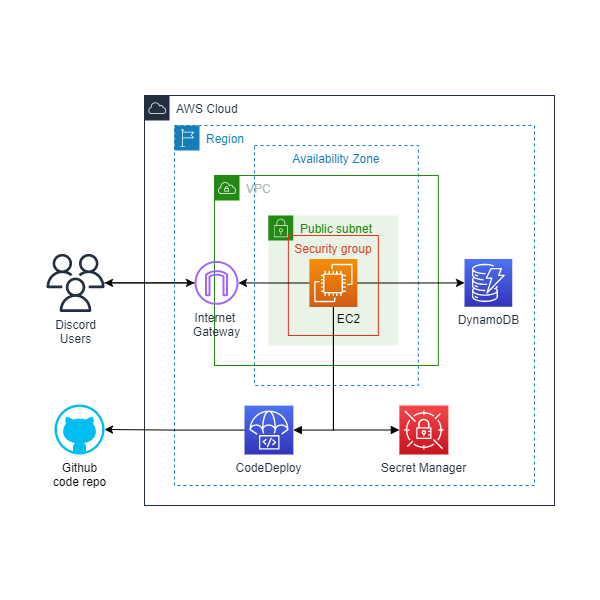 AWS Cloud
Region
Availability Zone
VPC
Public subnet
Security group
EC2
Discord
Users
Internet
Gateway
DynamoDB
Github
code repo
CodeDeploy
Secret Manager